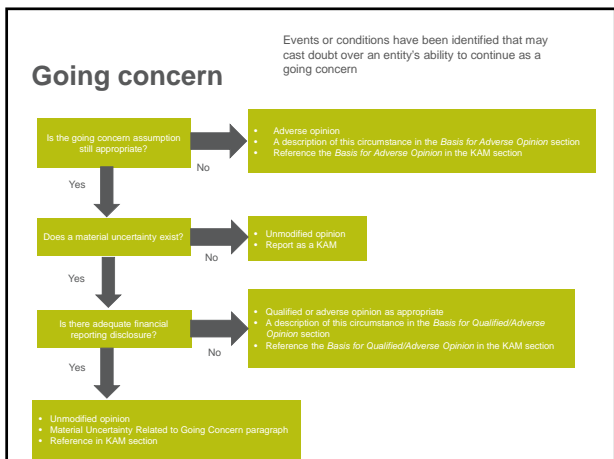 Going concern
Events or conditions have been identified that may
cast doubt over an entity's ability to continue as a
going concern
Is the going concern assumption
still appropriate?
No
• Adverse opinion
• A description of this circumstance in the Basis for Adverse Opinion section
• Reference the Basis for Adverse Opinion in the KAM section
Yes
Does a material uncertainty exist?
No
• Unmodified opinion
• Report as a KAM
Yes
Is there adequate financial
reporting disclosure?
No
• Qualified or adverse opinion as appropriate
• A description of this circumstance in the Basis for Qualified/Adverse
Opinion section
• Reference the Basis for Qualified/Adverse Opinion in the KAM section
Yes
• Unmodified opinion
• Material Uncertainty Related to Going Concern paragraph
• Reference in KAM section